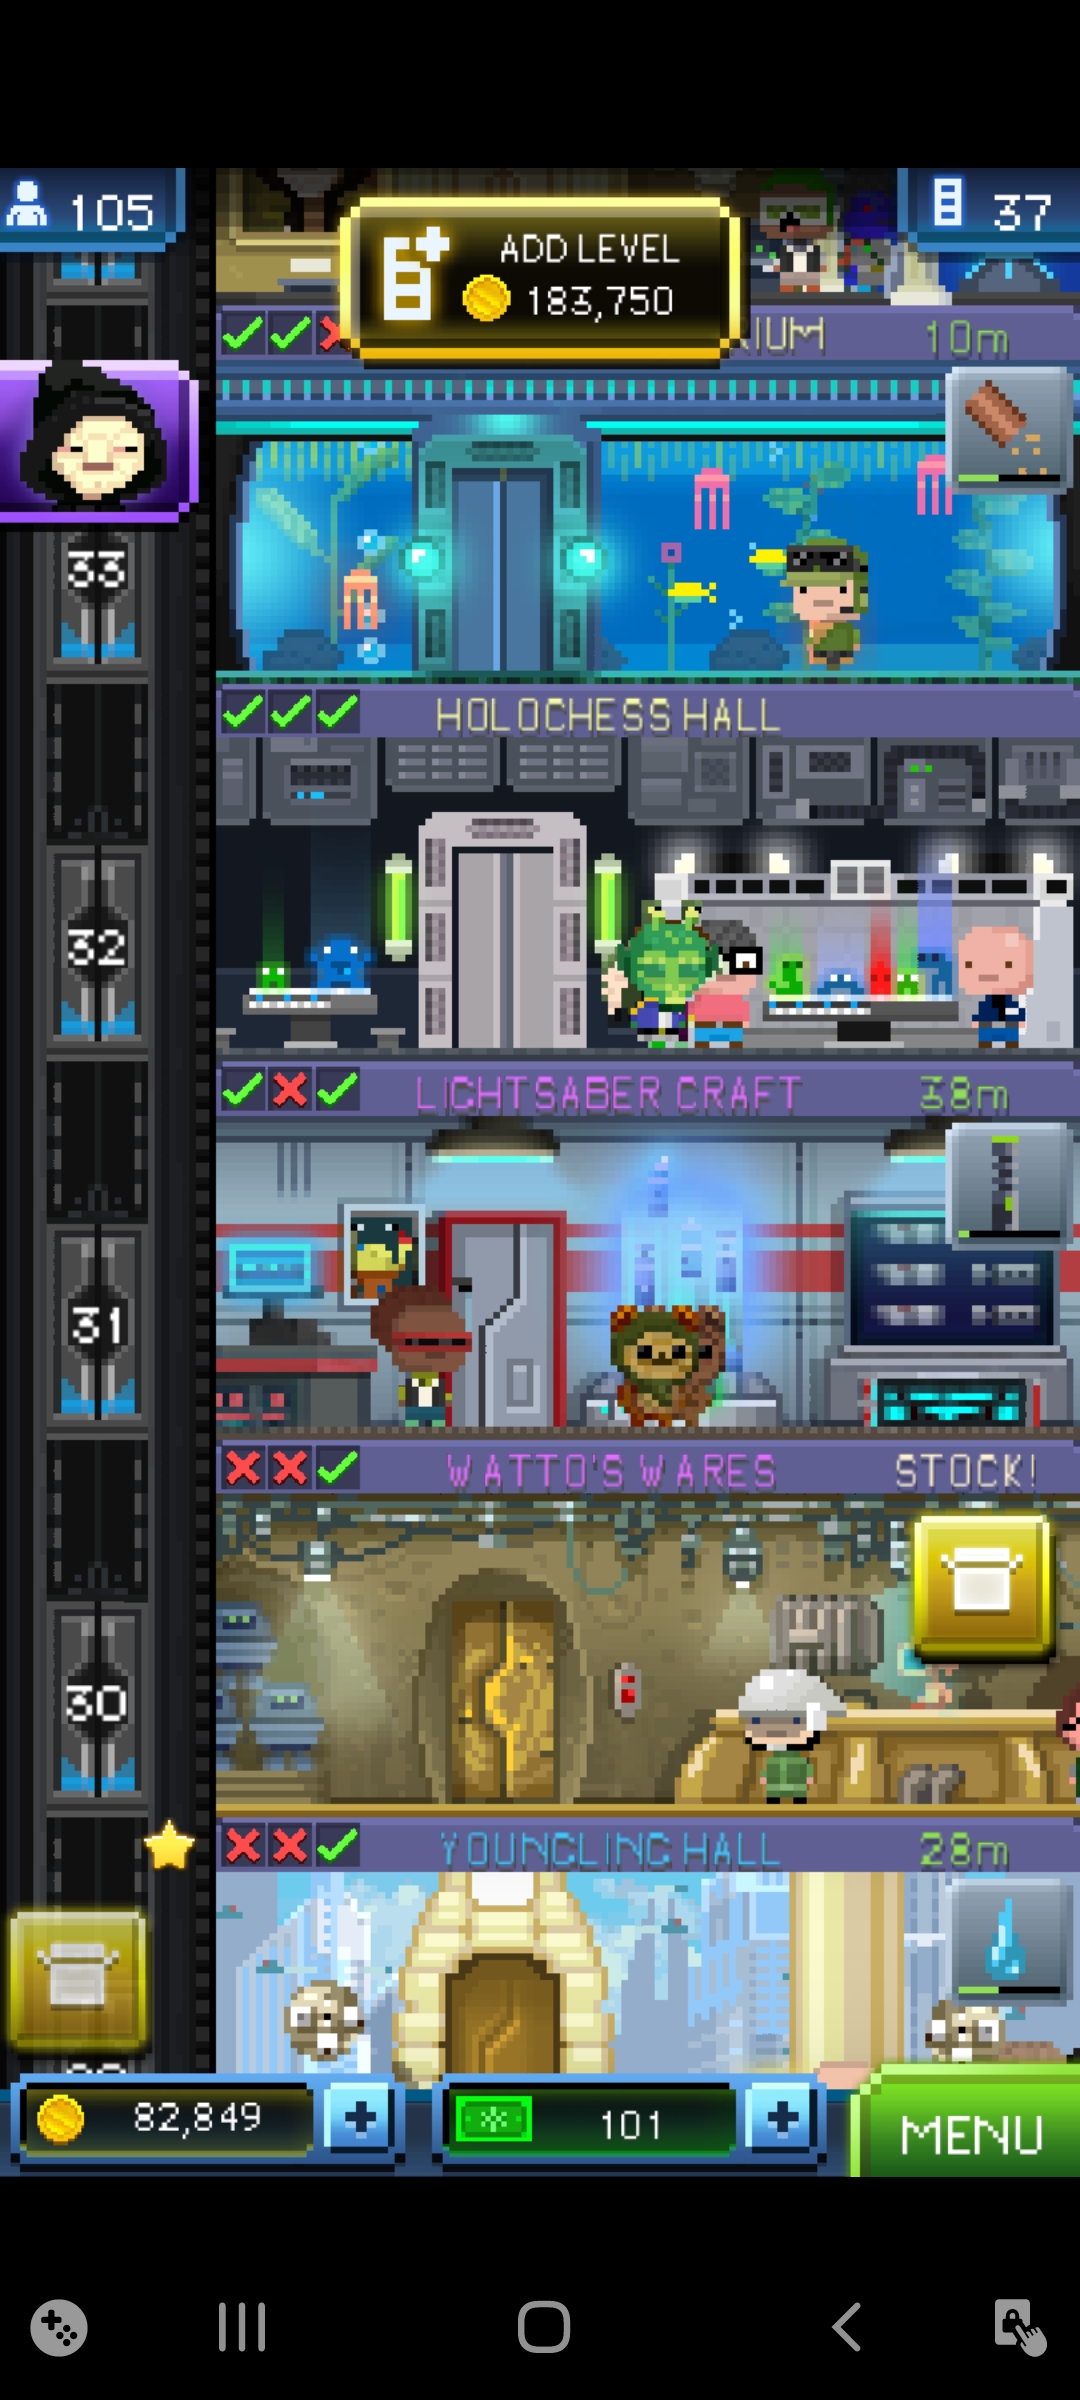 105
37
ADD LEVEL
183,750
RIUM 10m
33
HOLOCHESS HALL
32
LIGHTSABER CRAFT 38m
31
WATTO'S WARES STOCK!
30
YOUNGLING HALL 28m
82,849
101
MENU